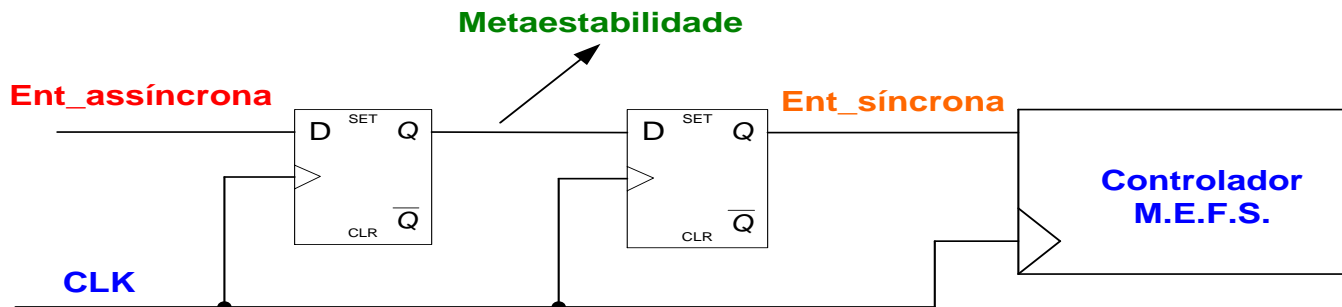 Metaestabilidade
Ent_assíncrona
Ent_síncrona
D SET Q
D SET Q
CLR Q
CLR Q
Controlador
M.E.F.S.
CLK